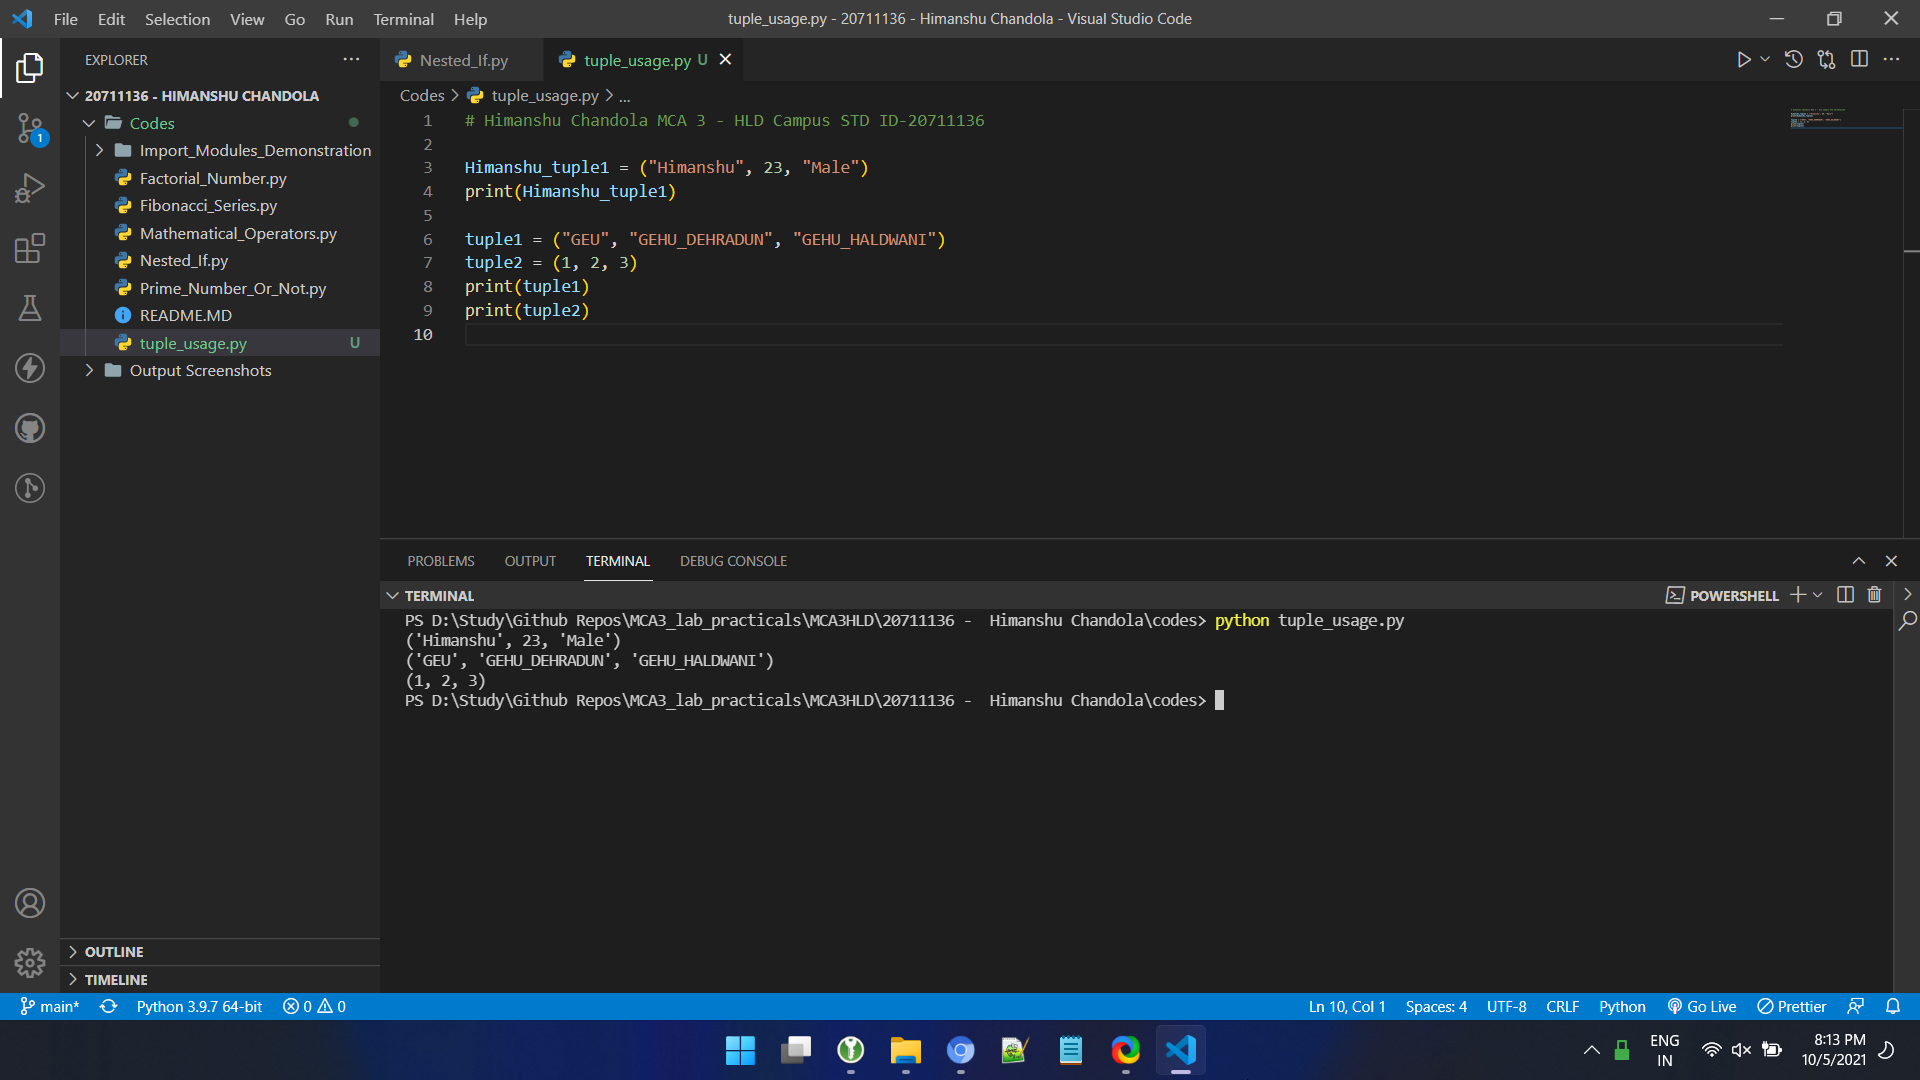 File Edit Selection View Go Run Terminal Help
tuple_usage.py - 20711136 - Himanshu Chandola - Visual Studio Code
EXPLORER
20711136 - HIMANSHU CHANDOLA
Codes
Import_Modules_Demonstration
Factorial_Number.py
Fibonacci_Series.py
Mathematical_Operators.py
Nested_If.py
Prime_Number_Or_Not.py
README.MD
tuple_usage.py U
Output Screenshots
OUTLINE
TIMELINE
1
Nested_If.py
tuple_usage.py U
Codes > tuple_usage.py > ...
1 # Himanshu Chandola MCA 3 - HLD Campus STD ID-20711136
2
3 Himanshu_tuple1 = ("Himanshu", 23, "Male")
4 print(Himanshu_tuple1)
5
6 tuple1 = ("GEU", "GEHU_DEHRADUN", "GEHU_HALDWANI")
7 tuple2 = (1, 2, 3)
8 print(tuple1)
9 print(tuple2)
10
PROBLEMS OUTPUT TERMINAL DEBUG CONSOLE
TERMINAL
POWERSHELL
PS D:\Study\Github Repos\MCA3_lab_practicals\MCA3HLD\20711136 -  Himanshu Chandola\codes> python tuple_usage.py
('Himanshu', 23, 'Male')
('GEU', 'GEHU_DEHRADUN', 'GEHU_HALDWANI')
(1, 2, 3)
PS D:\Study\Github Repos\MCA3_lab_practicals\MCA3HLD\20711136 -  Himanshu Chandola\codes>
main* Python 3.9.7 64-bit 0 0
Ln 10, Col 1 Spaces: 4 UTF-8 CRLF Python Go Live Prettier
ENG
IN
8:13 PM
10/5/2021